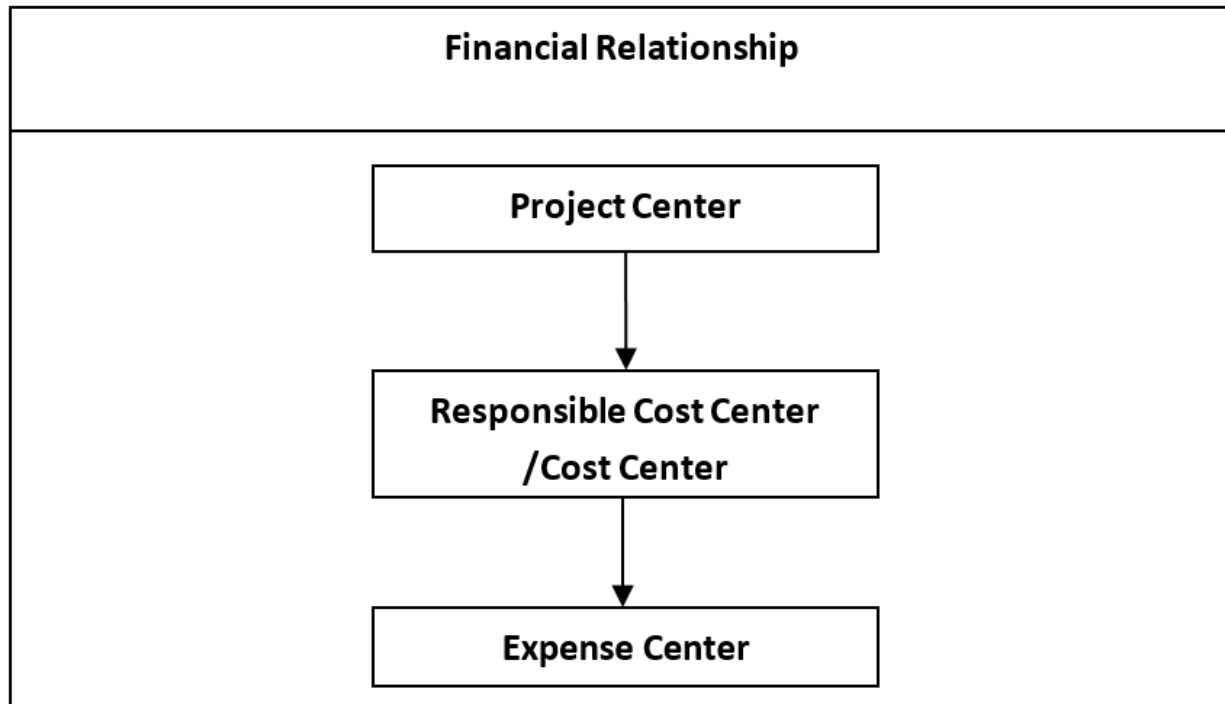 Financial Relationship
Project Center
Responsible Cost Center
/Cost Center
Expense Center